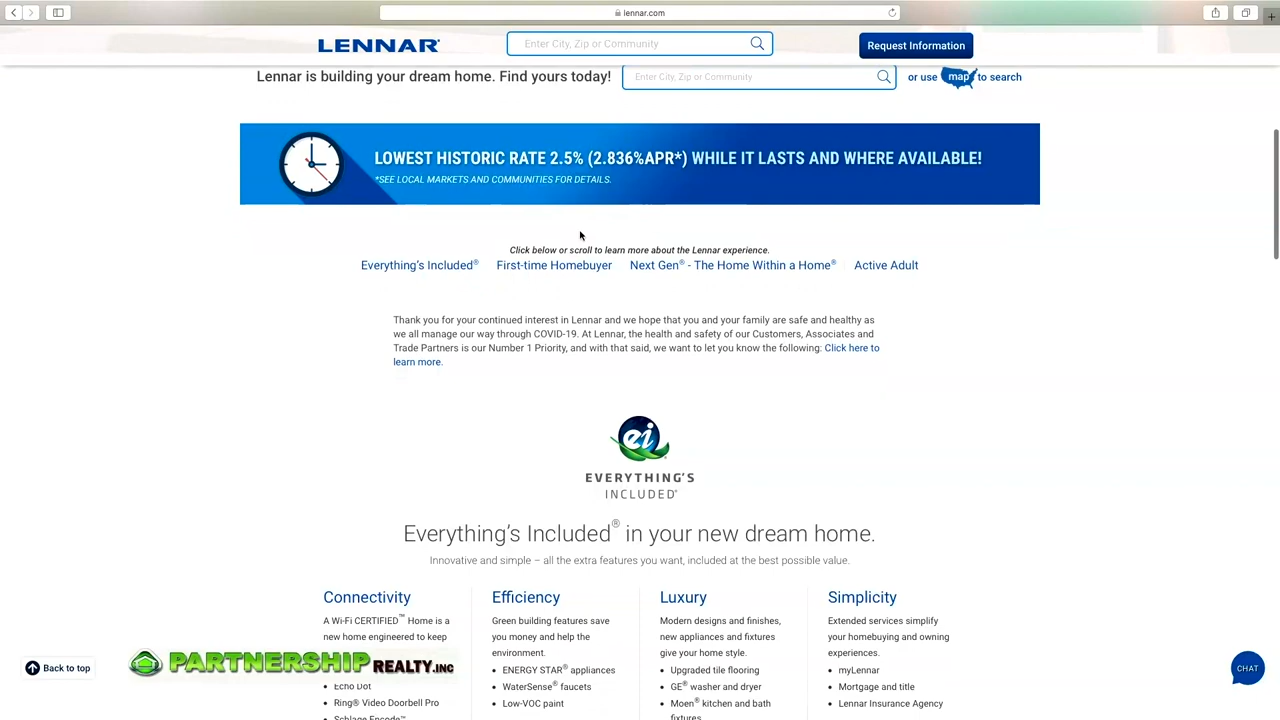 lennar.com
LENNAR
Enter City, Zip or Community
Request Information
Lennar is building your dream home. Find yours today!
Enter City, Zip or Community
or use map to search
LOWEST HISTORIC RATE 2.5% (2.836%APR*) WHILE IT LASTS AND WHERE AVAILABLE!
*SEE LOCAL MARKETS AND COMMUNITIES FOR DETAILS.
Click below or scroll to learn more about the Lennar experience.
Everything's Included® First-time Homebuyer Next Gen® - The Home Within a Home® Active Adult
Thank you for your continued interest in Lennar and we hope that you and your family are safe and healthy as
we all manage our way through COVID-19. At Lennar, the health and safety of our Customers, Associates and
Trade Partners is our Number 1 Priority, and with that said, we want to let you know the following: Click here to
learn more.
ei
EVERYTHING'S
INCLUDED®
Everything's Included® in your new dream home.
Innovative and simple – all the extra features you want, included at the best possible value.
Connectivity
A Wi-Fi CERTIFIED™ Home is a
new home engineered to keep
Echo Dot
Ring® Video Doorbell Pro
Schlage Encode™
Efficiency
Green building features save
you money and help the
environment.
ENERGY STAR® appliances
WaterSense® faucets
Low-VOC paint
Luxury
Modern designs and finishes,
new appliances and fixtures
give your home style.
Upgraded tile flooring
GE® washer and dryer
Moen® kitchen and bath
fixtures
Simplicity
Extended services simplify
your homebuying and owning
experiences.
myLennar
Mortgage and title
Lennar Insurance Agency
Back to top
PARTNERSHIP REALTY.INC
CHAT